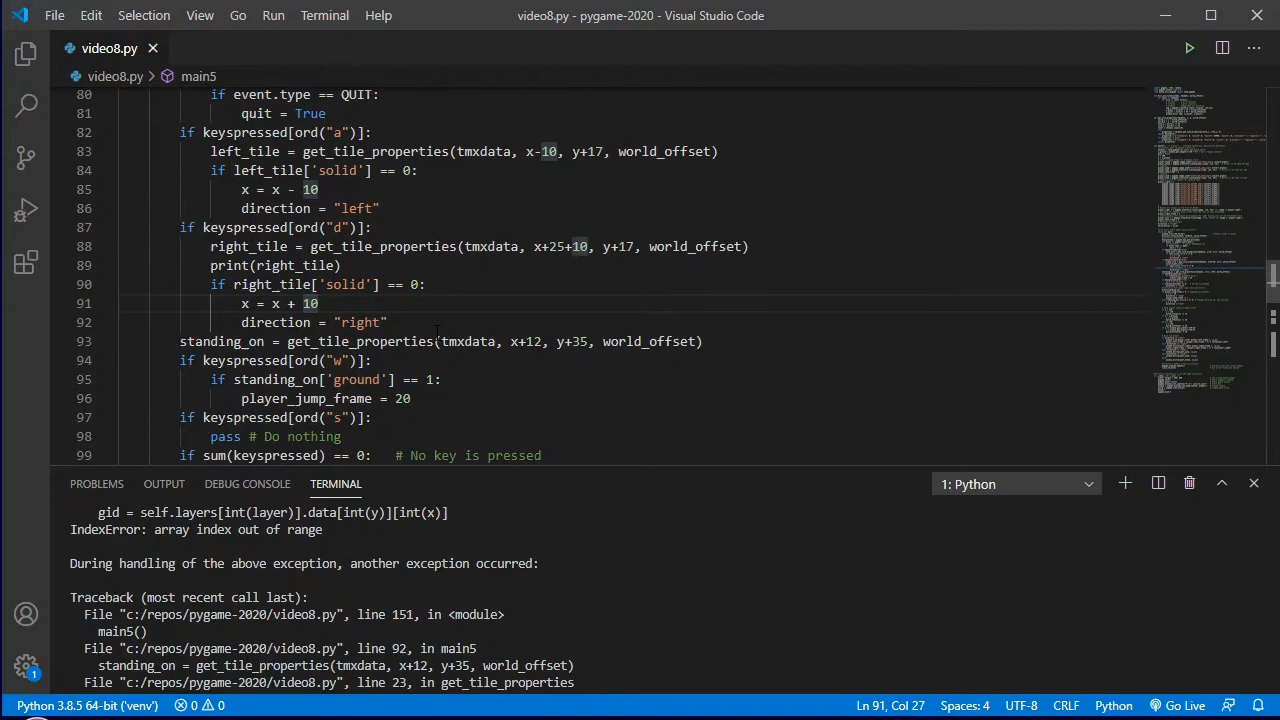 File Edit Selection View Go Run Terminal Help video8.py - pygame-2020 - Visual Studio Code
video8.py
video8.py > main5
80 if event.type == QUIT:
81 quit = True
82 if keyspressed[ord("a")]:
83 left_tile = get_tile_properties(tmxdata, x-10, y+17, world_offset)
84 if left_tile['solid'] == 0:
85 x = x - 10
86 direction = "left"
87 if keyspressed[ord("d")]:
88 right_tile = get_tile_properties(tmxdata, x+25+10, y+17, world_offset)
89 print(right_tile)
90 if right_tile['solid'] == 0:
91 x = x + 10
92 direction = "right"
93 standing_on = get_tile_properties(tmxdata, x+12, y+35, world_offset)
94 if keyspressed[ord("w")]:
95 if standing_on['ground'] == 1:
96 player_jump_frame = 20
97 if keyspressed[ord("s")]:
98 pass # Do nothing
99 if sum(keyspressed) == 0: # No key is pressed
PROBLEMS OUTPUT DEBUG CONSOLE TERMINAL 1: Python
gid = self.layers[int(layer)].data[int(y)][int(x)]
IndexError: array index out of range
During handling of the above exception, another exception occurred:
Traceback (most recent call last):
File "c:/repos/pygame-2020/video8.py", line 151, in <module>
main5()
File "c:/repos/pygame-2020/video8.py", line 92, in main5
standing_on = get_tile_properties(tmxdata, x+12, y+35, world_offset)
File "c:/repos/pygame-2020/video8.py", line 23, in get_tile_properties
1
Python 3.8.5 64-bit ('venv') 0 0 Ln 91, Col 27 Spaces: 4 UTF-8 CRLF Python Go Live